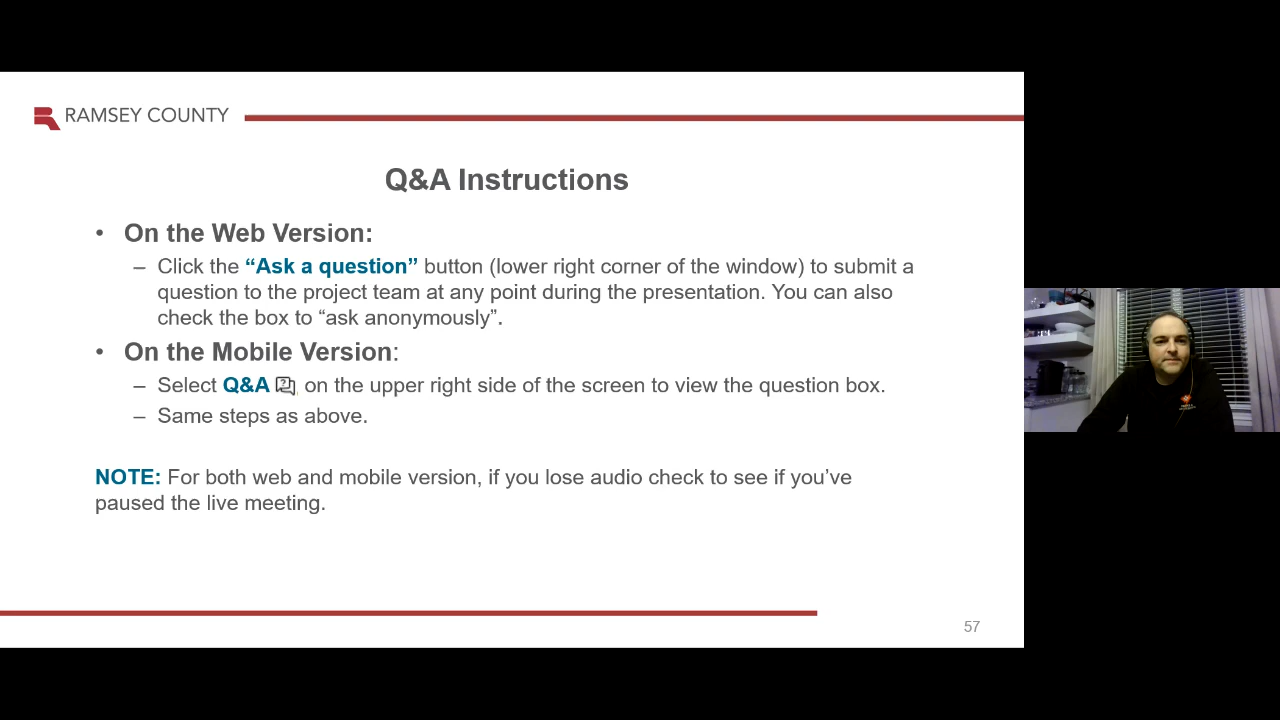 RAMSEY COUNTY
Q&A Instructions
• On the Web Version:
– Click the “Ask a question” button (lower right corner of the window) to submit a
question to the project team at any point during the presentation. You can also
check the box to “ask anonymously”.
• On the Mobile Version:
– Select Q&A on the upper right side of the screen to view the question box.
– Same steps as above.
NOTE: For both web and mobile version, if you lose audio check to see if you’ve
paused the live meeting.
57